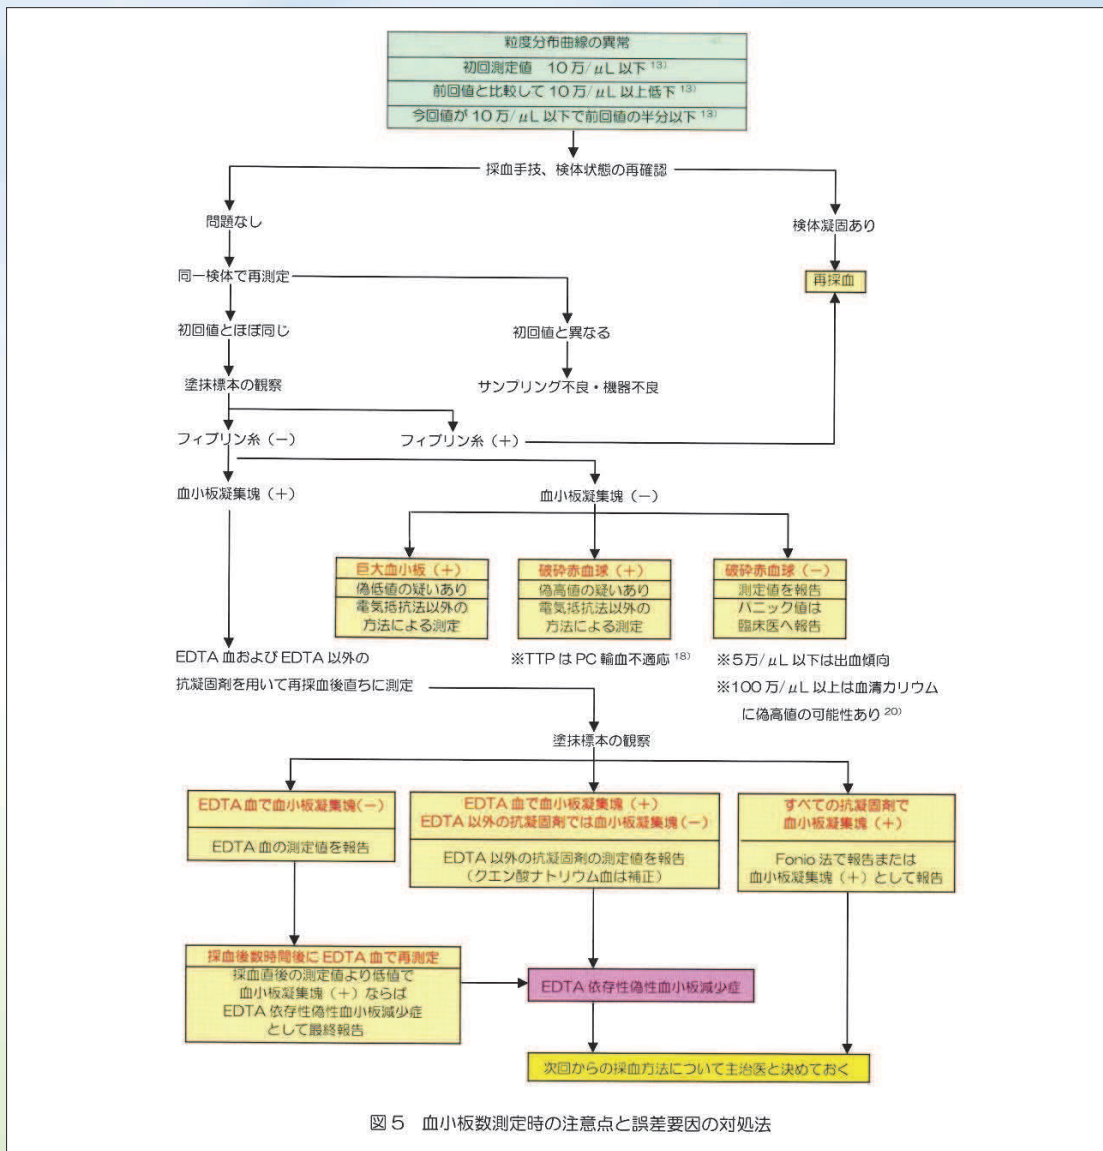 粒度分布曲線の異常
初回測定値 10万/μL以下 13)
前回値と比較して10万/μL以上低下 13)
今回値が10万/μL以下で前回値の半分以下 13)
採血手技、検体状態の再確認
問題なし
検体凝固あり
同一検体で再測定
再採血
初回値とほぼ同じ
初回値と異なる
塗抹標本の観察
サンプリング不良・機器不良
フィブリン糸（−）
フィブリン糸（＋）
血小板凝集塊（＋）
血小板凝集塊（−）
巨大血小板（＋）
偽低値の疑いあり
電気抵抗法以外の
方法による測定
破砕赤血球（＋）
偽高値の疑いあり
電気抵抗法以外の
方法による測定
破砕赤血球（−）
測定値を報告
パニック値は
臨床医へ報告
EDTA血およびEDTA以外の
抗凝固剤を用いて再採血後直ちに測定
※TTPはPC輸血不適応 18)
※5万/μL以下は出血傾向
※100万/μL以上は血清カリウム
に偽高値の可能性あり 20)
塗抹標本の観察
EDTA血で血小板凝集塊(−)
EDTA血の測定値を報告
EDTA血で血小板凝集塊（＋）
EDTA以外の抗凝固剤では血小板凝集塊(−)
EDTA以外の抗凝固剤の測定値を報告
（クエン酸ナトリウム血は補正）
すべての抗凝固剤で
血小板凝集塊（＋）
Fonio法で報告または
血小板凝集塊（＋）として報告
採血後数時間後にEDTA血で再測定
採血直後の測定値より低値で
血小板凝集塊（＋）ならば
EDTA依存性偽性血小板減少症
として最終報告
EDTA依存性偽性血小板減少症
次回からの採血方法について主治医と決めておく
図5 血小板数測定時の注意点と誤差要因の対処法